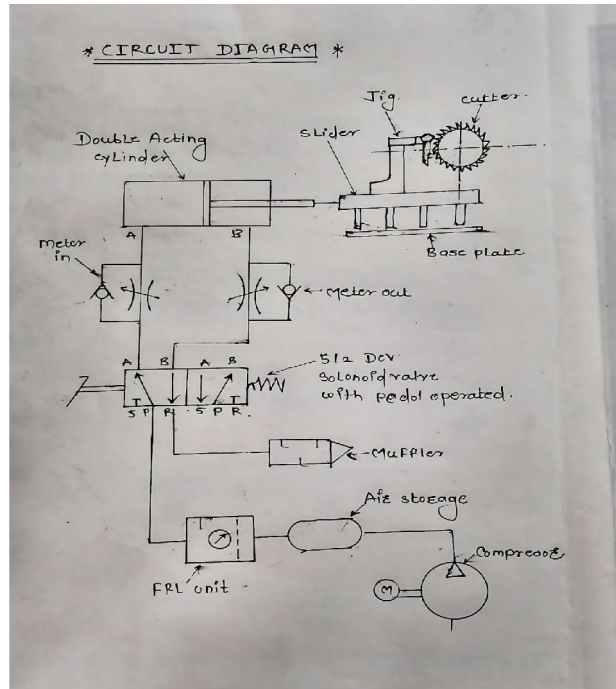 * CIRCUIT DIAGRAM *
Jig.
cutter.
Double Acting
cylinder
slider
A
B
Base plate
meter
in
meter out
A B A B
5/2 Dcv
Solonoid valve
with pedol operated.
S P R S P R
T T
Muffler
Air storage
Compressor
FRL unit
M